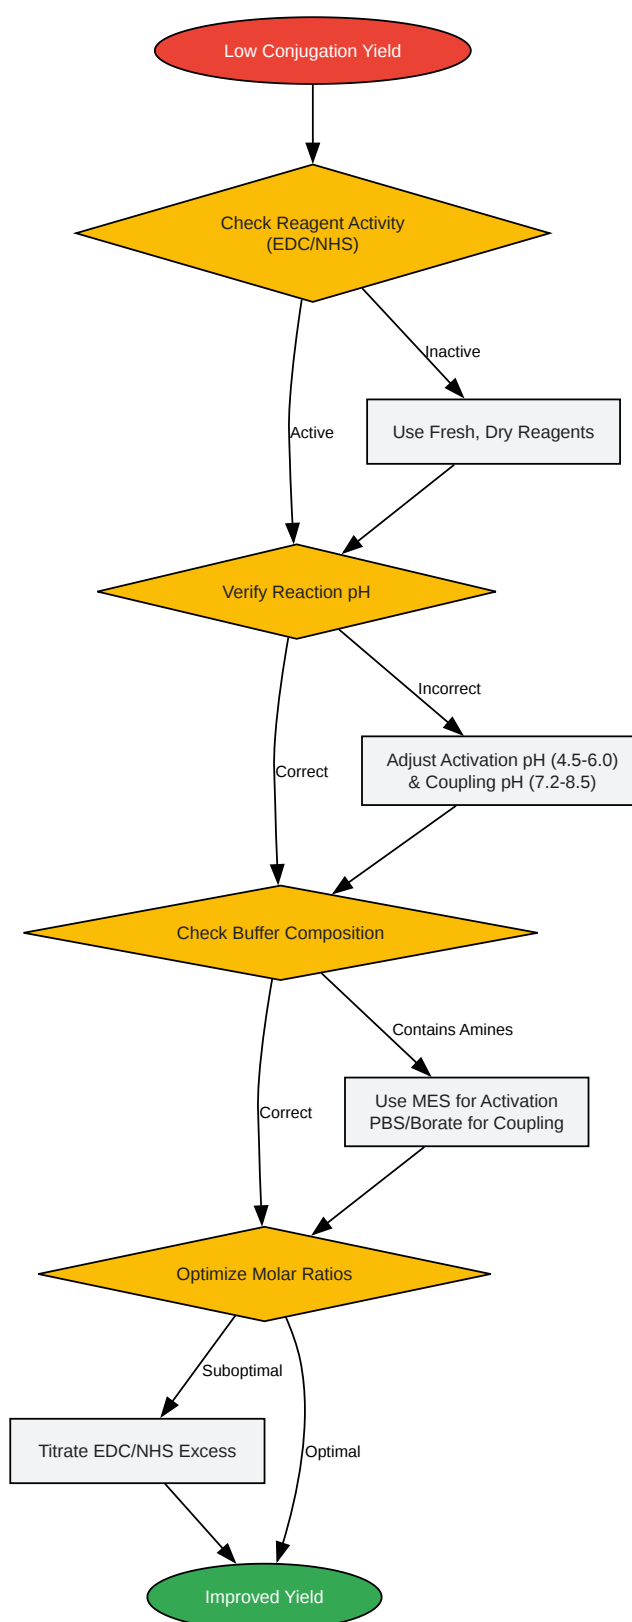 Low Conjugation Yield
Check Reagent Activity
(EDC/NHS)
Inactive
Active
Use Fresh, Dry Reagents
Verify Reaction pH
Incorrect
Correct
Adjust Activation pH (4.5-6.0)
& Coupling pH (7.2-8.5)
Check Buffer Composition
Contains Amines
Correct
Use MES for Activation
PBS/Borate for Coupling
Optimize Molar Ratios
Suboptimal
Optimal
Titrate EDC/NHS Excess
Improved Yield